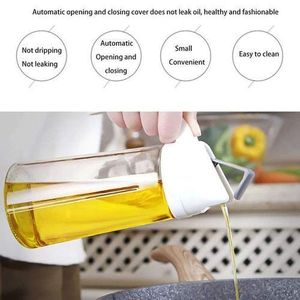 Automatic opening and closing cover does not leak oil, healthy and fashionable
Not dripping
Not leaking
Automatic
Opening and
closing
Small
Convenient
Easy to clean